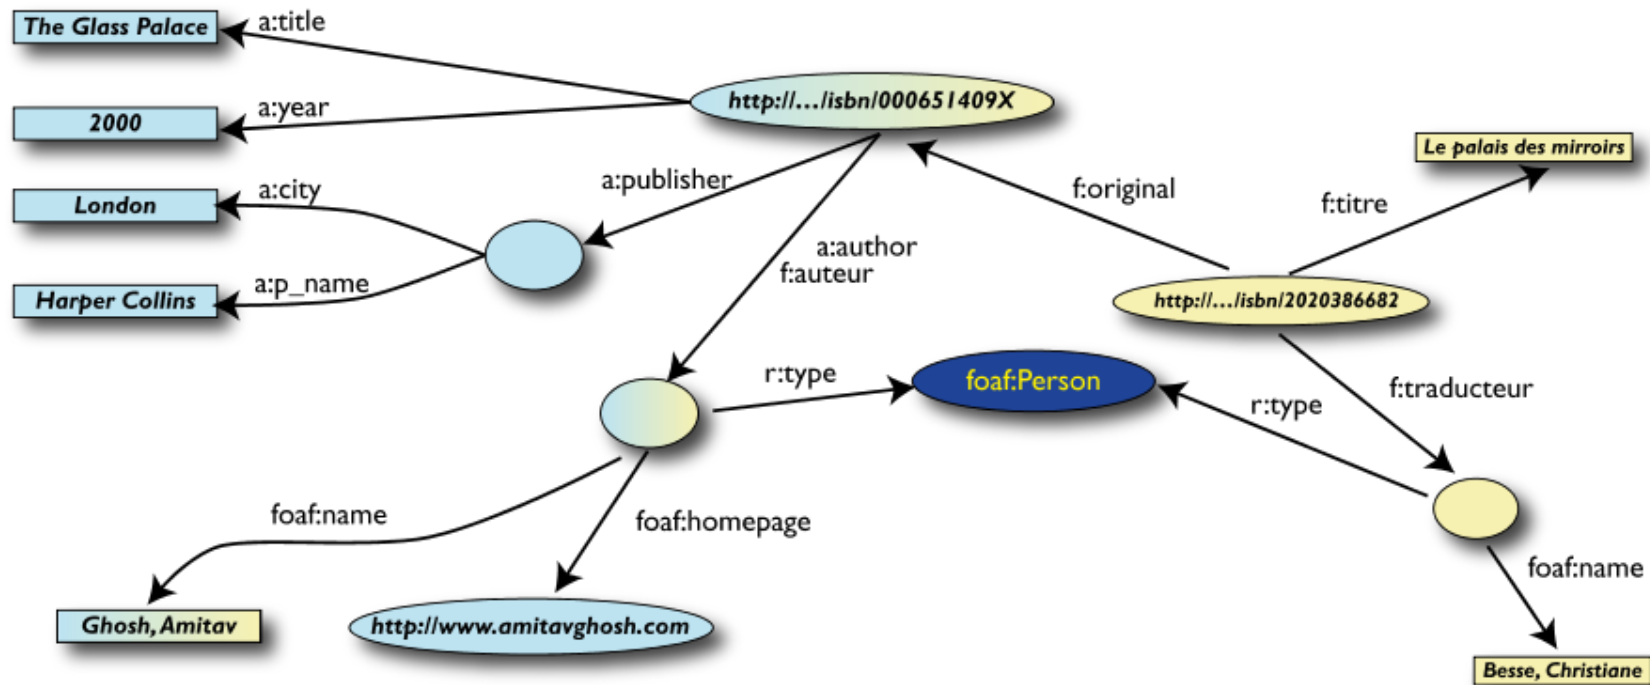 The Glass Palace
a:title
http://.../isbn/000651409X
a:year
2000
Le palais des mirroirs
a:publisher
f:original
f:titre
a:city
London
a:author
f:auteur
a:p_name
Harper Collins
http://.../isbn/2020386682
r:type
foaf:Person
r:type
f:traducteur
foaf:name
foaf:homepage
foaf:name
Ghosh, Amitav
http://www.amitavghosh.com
Besse, Christiane